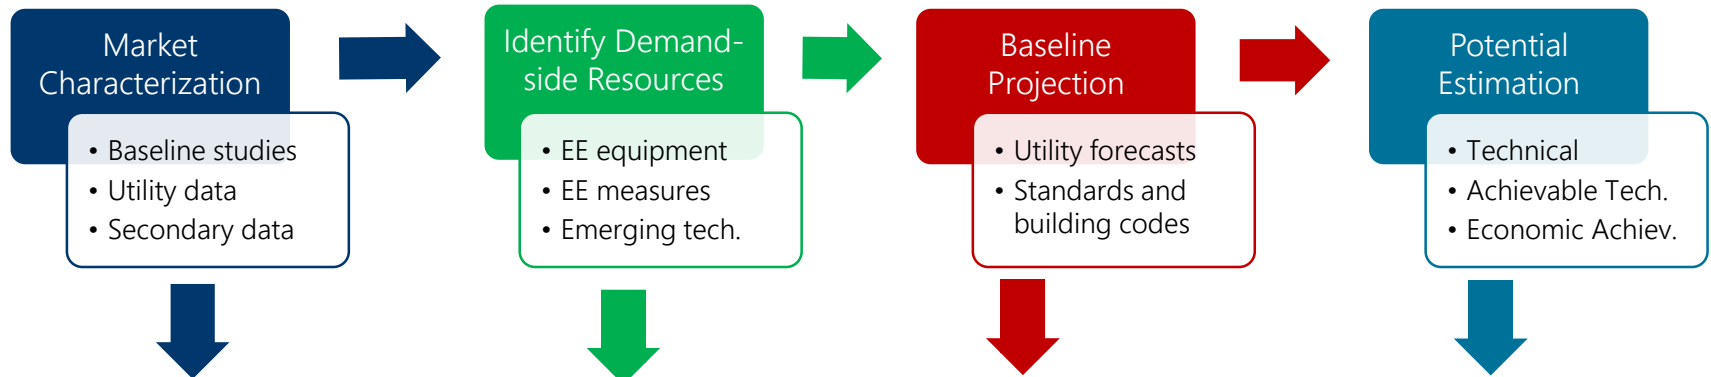 Market
Characterization
• Baseline studies
• Utility data
• Secondary data
Identify Demand-
side Resources
• EE equipment
• EE measures
• Emerging tech.
Baseline
Projection
• Utility forecasts
• Standards and
building codes
Potential
Estimation
• Technical
• Achievable Tech.
• Economic Achiev.